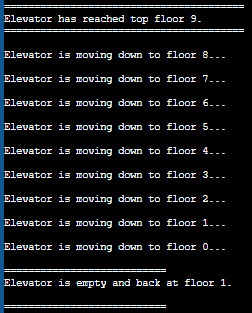 ========================================
Elevator has reached top floor 9.
========================================
Elevator is moving down to floor 8...
Elevator is moving down to floor 7...
Elevator is moving down to floor 6...
Elevator is moving down to floor 5...
Elevator is moving down to floor 4...
Elevator is moving down to floor 3...
Elevator is moving down to floor 2...
Elevator is moving down to floor 1...
Elevator is moving down to floor 0...
===========================
Elevator is empty and back at floor 1.
===========================